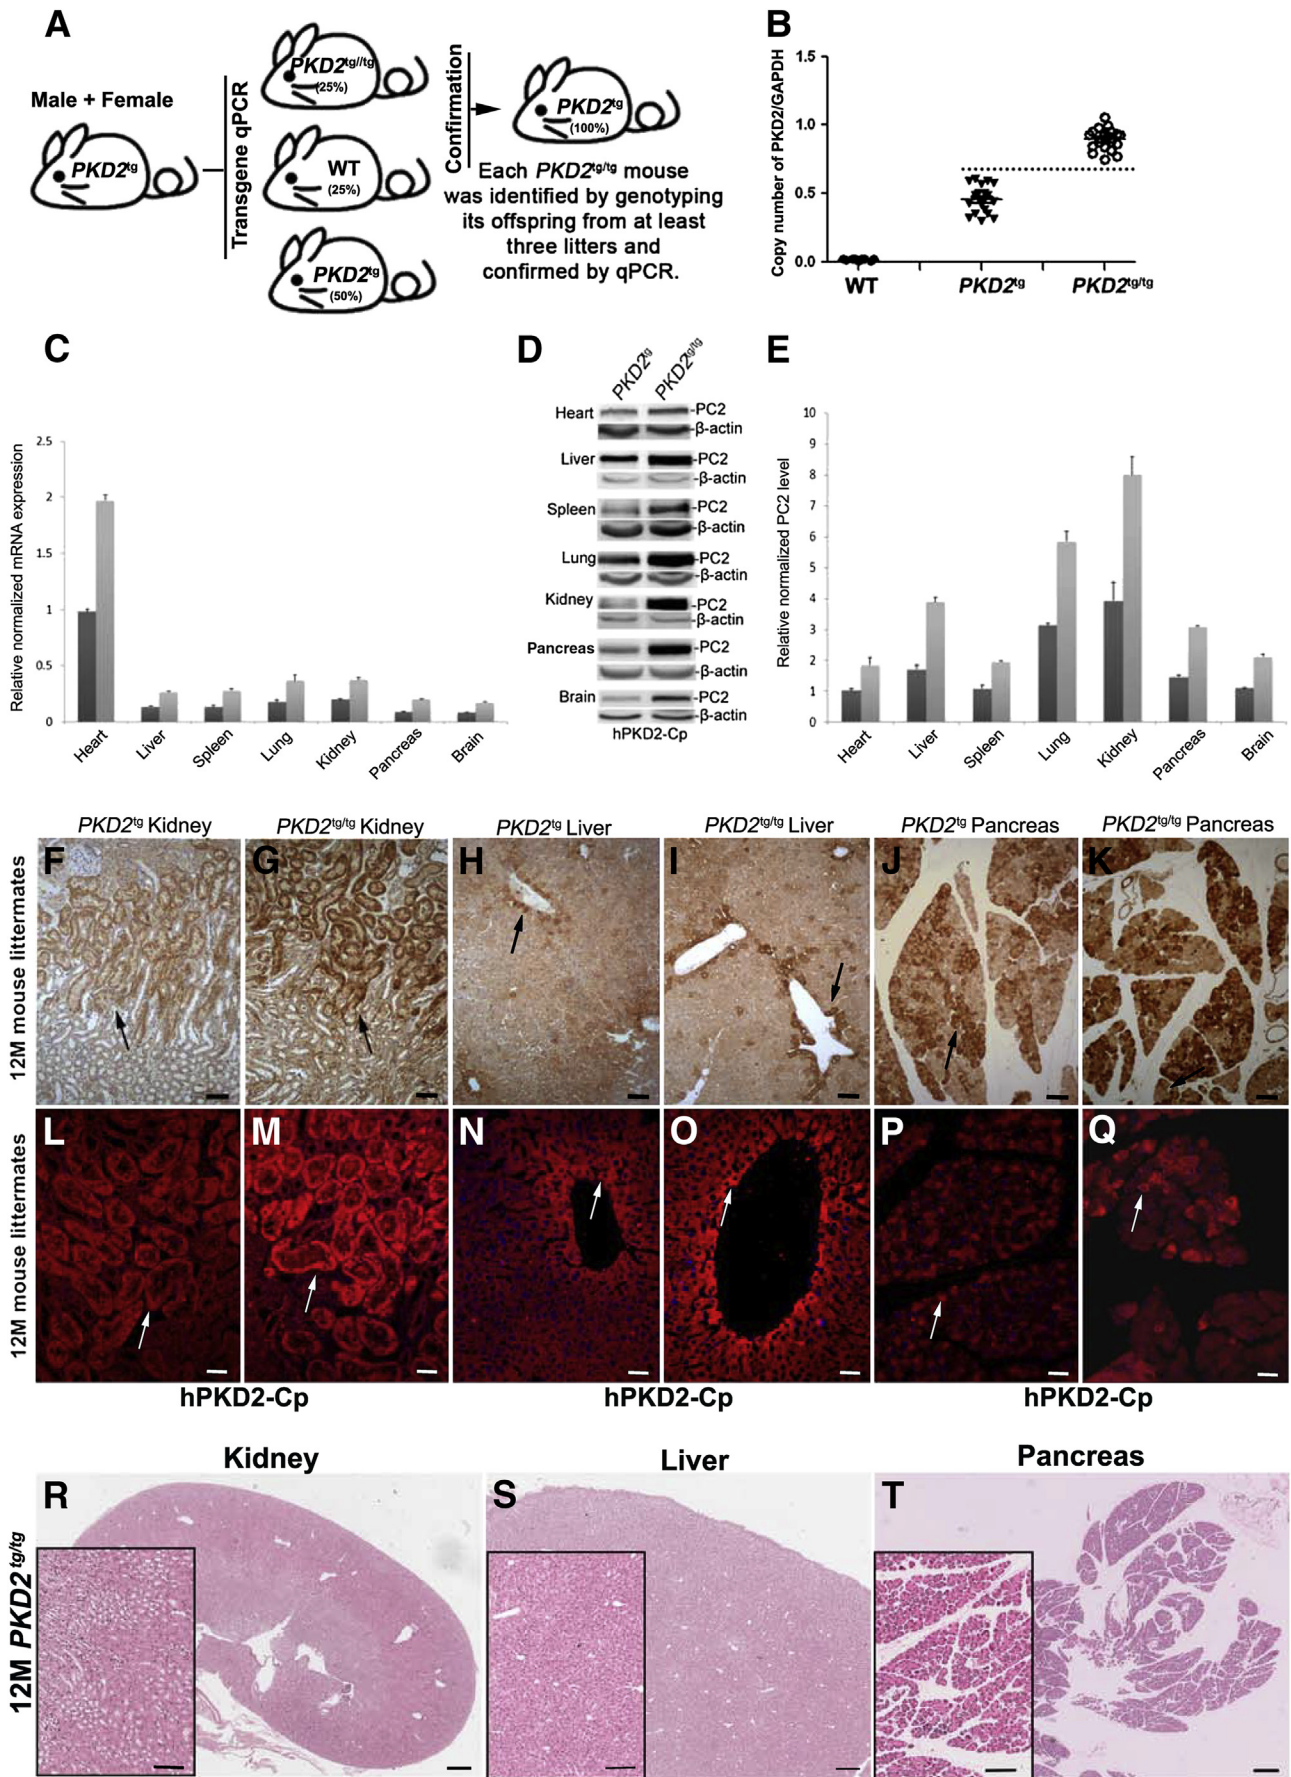 A
Male + Female
PKD2tg
Transgene qPCR
PKD2tg//tg
(25%)
WT
(25%)
PKD2tg
(50%)
Confirmation
PKD2tg
(100%)
Each PKD2tg/tg mouse
was identified by genotyping
its offspring from at least
three litters and
confirmed by qPCR.
B
Copy number of PKD2/GAPDH
1.5
1.0
0.5
0.0
WT
PKD2tg
PKD2tg/tg
C
Relative normalized mRNA expression
2.5
2
1.5
1
0.5
0
Heart
Liver
Spleen
Lung
Kidney
Pancreas
Brain
D
PKD2tg
PKD2tg/tg
Heart
-PC2
-β-actin
Liver
-PC2
-β-actin
Spleen
-PC2
-β-actin
Lung
-PC2
-β-actin
Kidney
-PC2
-β-actin
Pancreas
-PC2
-β-actin
Brain
-PC2
-β-actin
hPKD2-Cp
E
Relative normalized PC2 level
10
9
8
7
6
5
4
3
2
1
0
Heart
Liver
Spleen
Lung
Kidney
Pancreas
Brain
PKD2tg Kidney
PKD2tg/tg Kidney
PKD2tg Liver
PKD2tg/tg Liver
PKD2tg Pancreas
PKD2tg/tg Pancreas
12M mouse littermates
F
G
H
I
J
K
12M mouse littermates
L
M
N
O
P
Q
hPKD2-Cp
hPKD2-Cp
hPKD2-Cp
Kidney
Liver
Pancreas
12M PKD2tg/tg
R
S
T